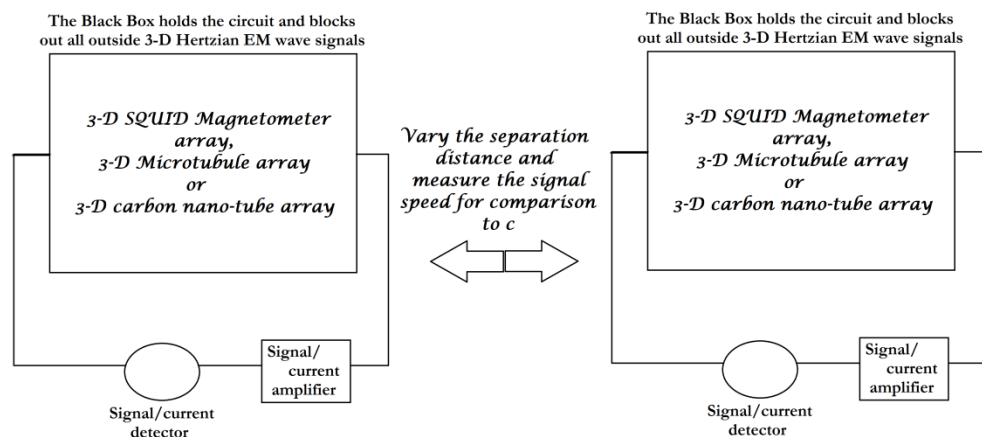 The Black Box holds the circuit and blocks
out all outside 3-D Hertzian EM wave signals
3-D SQUID Magnetometer
array,
3-D Microtubule array
or
3-D carbon nano-tube array
Signal/
current
amplifier
Signal/current
detector
Vary the separation
distance and
measure the signal
speed for comparison
to c
The Black Box holds the circuit and blocks
out all outside 3-D Hertzian EM wave signals
3-D SQUID Magnetometer
array,
3-D Microtubule array
or
3-D carbon nano-tube array
Signal/
current
amplifier
Signal/current
detector